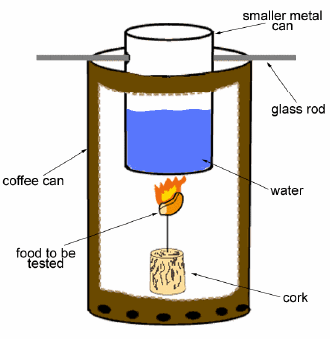 smaller metal
can
glass rod
coffee can
water
food to be
tested
cork